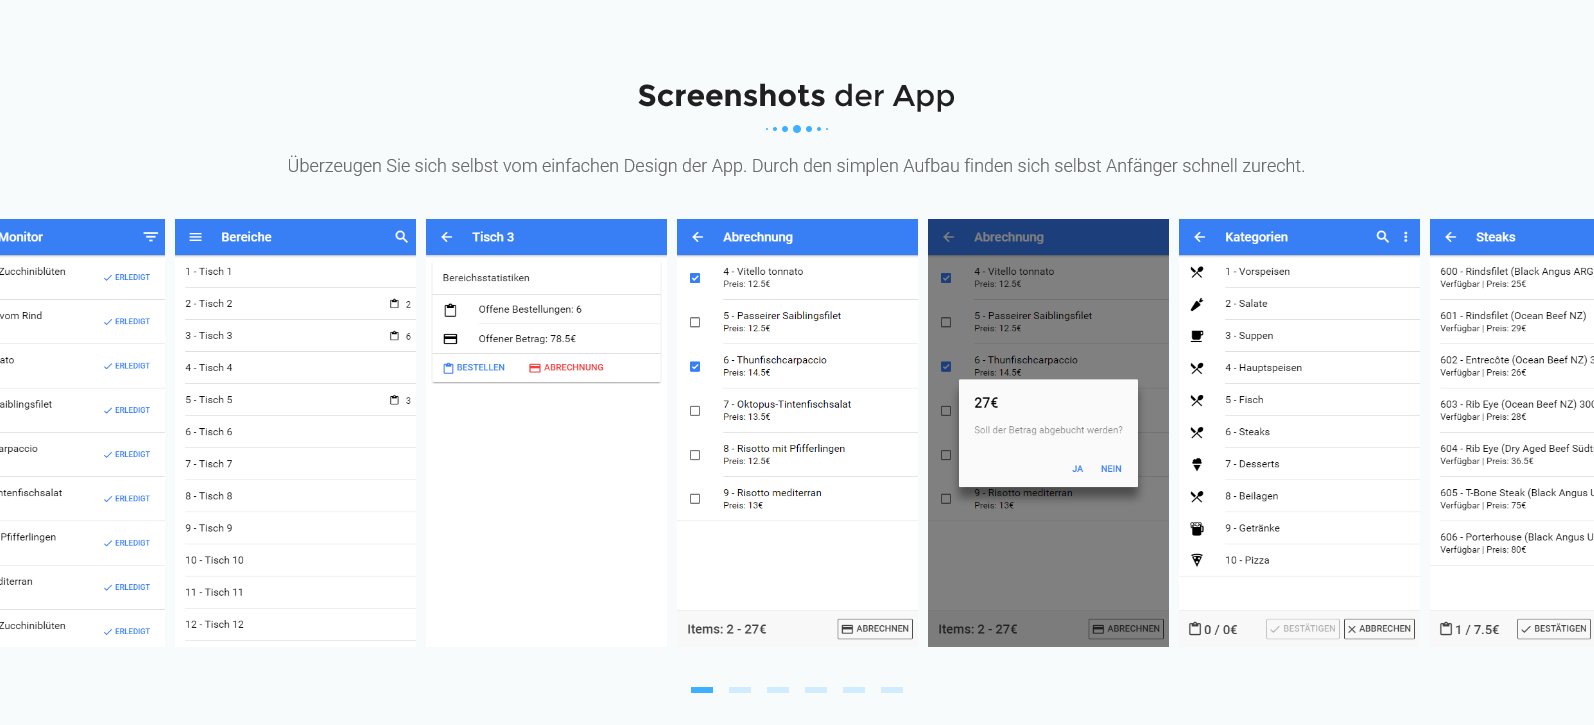 Screenshots der App
Überzeugen Sie sich selbst vom einfachen Design der App. Durch den simplen Aufbau finden sich selbst Anfänger schnell zurecht.
Monitor
Zucchiniblüten
ERLEDIGT
vom Rind
ERLEDIGT
ato
ERLEDIGT
aiblingsfilet
ERLEDIGT
arpaccio
ERLEDIGT
ntenfischsalat
ERLEDIGT
Pfifferlingen
ERLEDIGT
diterran
ERLEDIGT
Zucchiniblüten
ERLEDIGT
Bereiche
1 - Tisch 1
2 - Tisch 2 2
3 - Tisch 3 6
4 - Tisch 4
5 - Tisch 5 3
6 - Tisch 6
7 - Tisch 7
8 - Tisch 8
9 - Tisch 9
10 - Tisch 10
11 - Tisch 11
12 - Tisch 12
Tisch 3
Bereichsstatistiken
Offene Bestellungen: 6
Offener Betrag: 78.5€
BESTELLEN ABRECHNUNG
Abrechnung
4 - Vitello tonnato
Preis: 12.5€
5 - Passeirer Saiblingsfilet
Preis: 12.5€
6 - Thunfischcarpaccio
Preis: 14.5€
7 - Oktopus-Tintenfischsalat
Preis: 13.5€
8 - Risotto mit Pfifferlingen
Preis: 12.5€
9 - Risotto mediterran
Preis: 13€
Items: 2 - 27€ ABRECHNEN
Abrechnung
4 - Vitello tonnato
Preis: 12.5€
5 - Passeirer Saiblingsfilet
Preis: 12.5€
6 - Thunfischcarpaccio
Preis: 14.5€
27€
Soll der Betrag abgebucht werden?
JA NEIN
9 - Risotto mediterran
Preis: 13€
Items: 2 - 27€ ABRECHNEN
Kategorien
1 - Vorspeisen
2 - Salate
3 - Suppen
4 - Hauptspeisen
5 - Fisch
6 - Steaks
7 - Desserts
8 - Beilagen
9 - Getränke
10 - Pizza
0 / 0€ BESTÄTIGEN ABBRECHEN
Steaks
600 - Rindsfilet (Black Angus ARG
Verfügbar | Preis: 25€
601 - Rindsfilet (Ocean Beef NZ)
Verfügbar | Preis: 29€
602 - Entrecôte (Ocean Beef NZ) 3
Verfügbar | Preis: 26€
603 - Rib Eye (Ocean Beef NZ) 300
Verfügbar | Preis: 28€
604 - Rib Eye (Dry Aged Beef Südt
Verfügbar | Preis: 36.5€
605 - T-Bone Steak (Black Angus U
Verfügbar | Preis: 75€
606 - Porterhouse (Black Angus U
Verfügbar | Preis: 80€
1 / 7.5€ BESTÄTIGEN